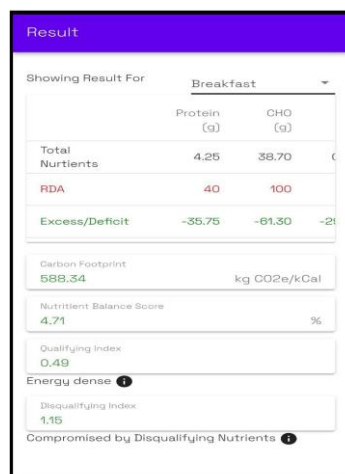 Result
Showing Result For Breakfast
Protein CHO
(g) (g)
Total
Nurtients 4.25 38.70
RDA 40 100
Excess/Deficit -35.75 -61.30
Carbon Footprint
588.34 kg CO2e/kCal
Nutritient Balance Score
4.71 %
Qualifying Index
0.49
Energy dense
Disqualifying Index
1.15
Compromised by Disqualifying Nutrients